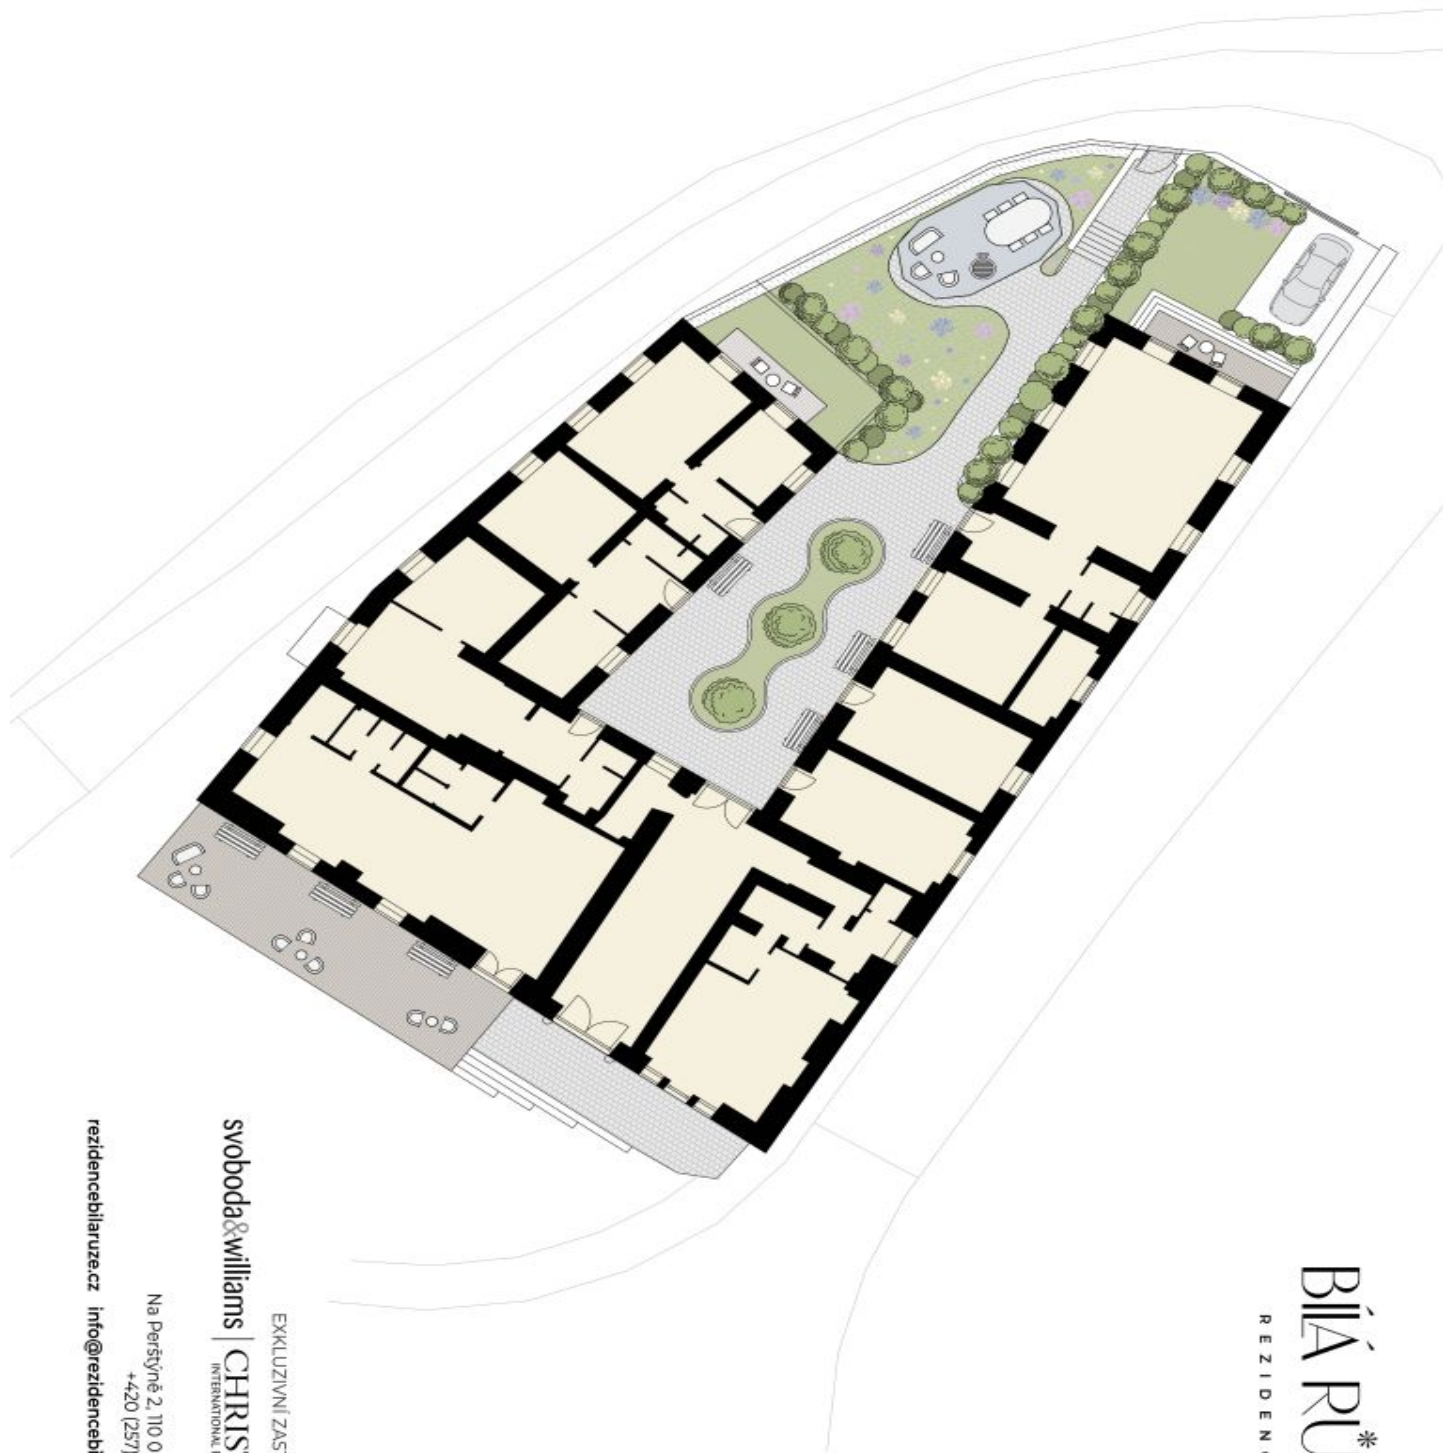 BÍLÁ RŮ
REZIDEN
EXKLUZIVNÍ ZAS
svoboda&williams | CHRIS
INTERNATIONAL
Na Perštýně 2, 110 0
+420 (257)
rezidencebilaruze.cz info@rezidencebi